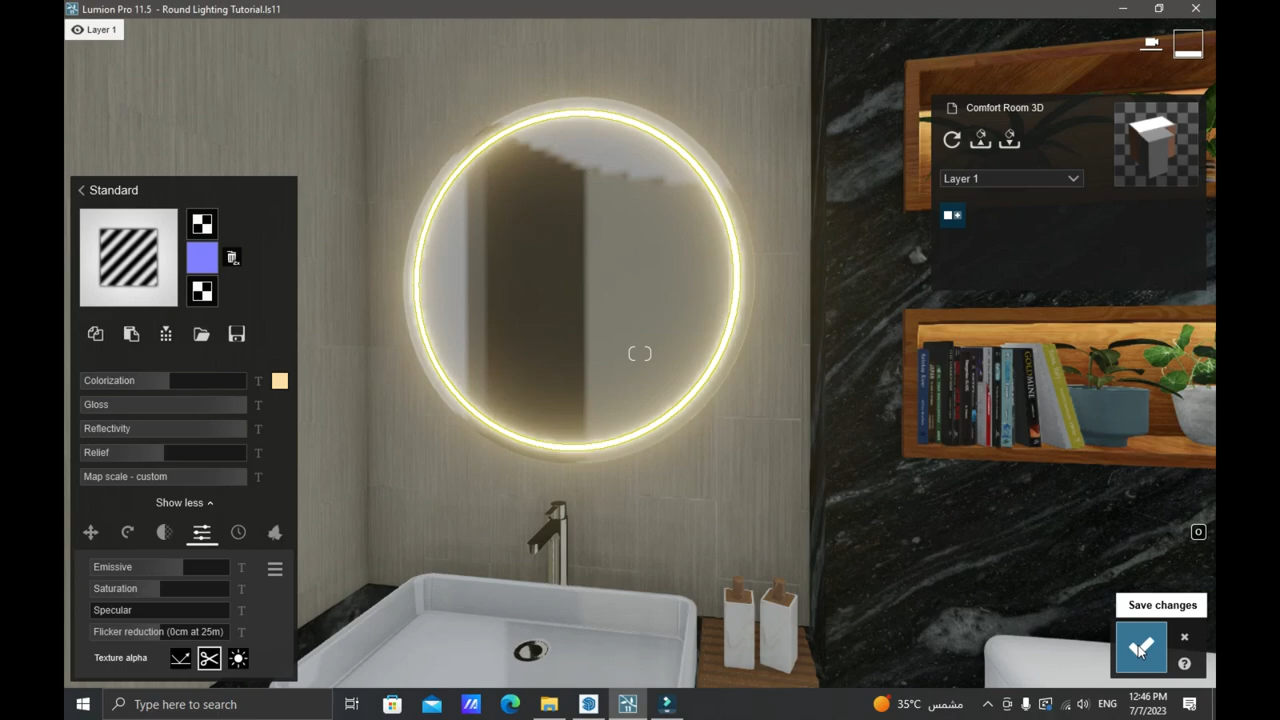 Lumion Pro 11.5 - Round Lighting Tutorial.ls11
Layer 1
Comfort Room 3D
Layer 1
Standard
Colorization T
Gloss T
Reflectivity T
Relief T
Map scale - custom T
Show less
Emissive T
Saturation T
Specular T
Flicker reduction (0cm at 25m) T
Texture alpha
GOLDMINE
O
Save changes
Type here to search
35°C مشمس
ENG
12:46 PM
7/7/2023